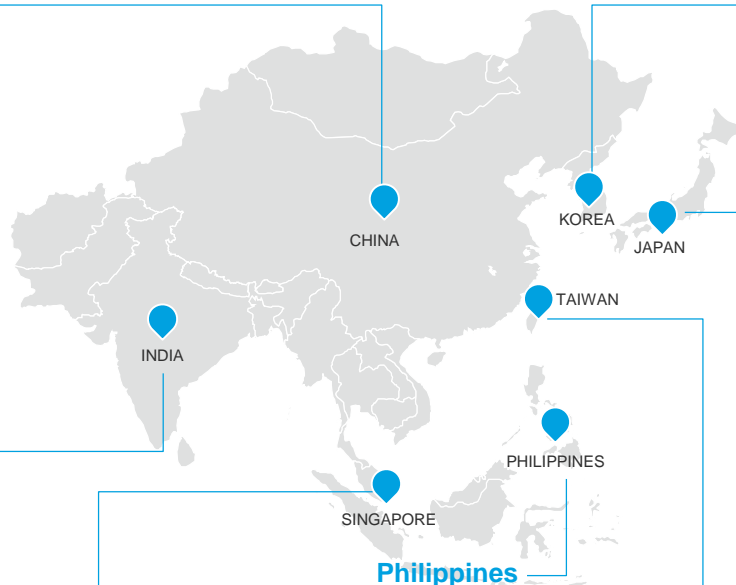 KOREA
CHINA
JAPAN
TAIWAN
INDIA
PHILIPPINES
SINGAPORE
Philippines